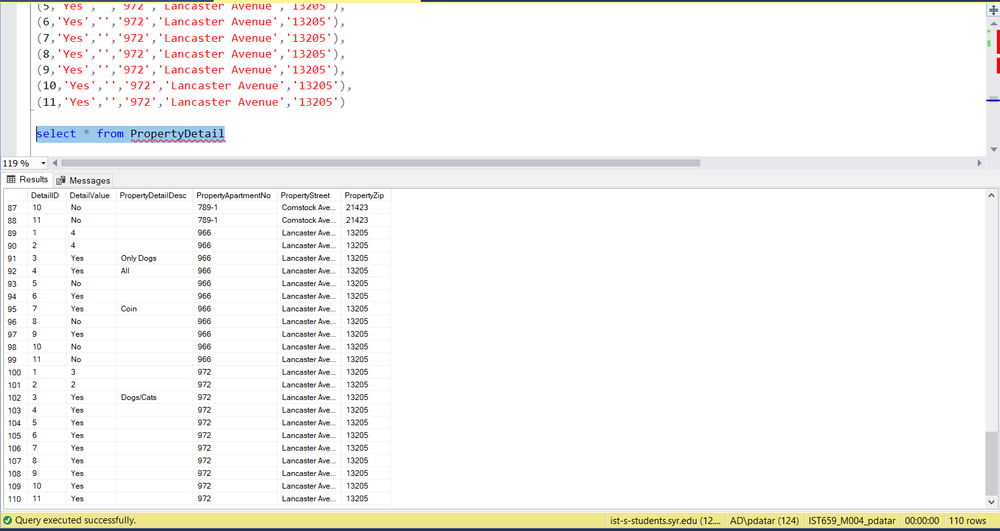 (5,'Yes','','972','Lancaster Avenue','13205'),
(6,'Yes','','972','Lancaster Avenue','13205'),
(7,'Yes','','972','Lancaster Avenue','13205'),
(8,'Yes','','972','Lancaster Avenue','13205'),
(9,'Yes','','972','Lancaster Avenue','13205'),
(10,'Yes','','972','Lancaster Avenue','13205'),
(11,'Yes','','972','Lancaster Avenue','13205')
select * from PropertyDetail
119 %
Results Messages
DetailID DetailValue PropertyDetailDesc PropertyApartmentNo PropertyStreet PropertyZip
87 10 No 789-1 Comstock Ave... 21423
88 11 No 789-1 Comstock Ave... 21423
89 1 4 966 Lancaster Ave... 13205
90 2 4 966 Lancaster Ave... 13205
91 3 Yes Only Dogs 966 Lancaster Ave... 13205
92 4 Yes All 966 Lancaster Ave... 13205
93 5 No 966 Lancaster Ave... 13205
94 6 Yes 966 Lancaster Ave... 13205
95 7 Yes Coin 966 Lancaster Ave... 13205
96 8 No 966 Lancaster Ave... 13205
97 9 Yes 966 Lancaster Ave... 13205
98 10 No 966 Lancaster Ave... 13205
99 11 No 966 Lancaster Ave... 13205
100 1 3 972 Lancaster Ave... 13205
101 2 2 972 Lancaster Ave... 13205
102 3 Yes Dogs/Cats 972 Lancaster Ave... 13205
103 4 Yes 972 Lancaster Ave... 13205
104 5 Yes 972 Lancaster Ave... 13205
105 6 Yes 972 Lancaster Ave... 13205
106 7 Yes 972 Lancaster Ave... 13205
107 8 Yes 972 Lancaster Ave... 13205
108 9 Yes 972 Lancaster Ave... 13205
109 10 Yes 972 Lancaster Ave... 13205
110 11 Yes 972 Lancaster Ave... 13205
Query executed successfully. ist-s-students.syr.edu (12.... AD\pdatar (124) IST659_M004_pdatar 00:00:00 110 rows